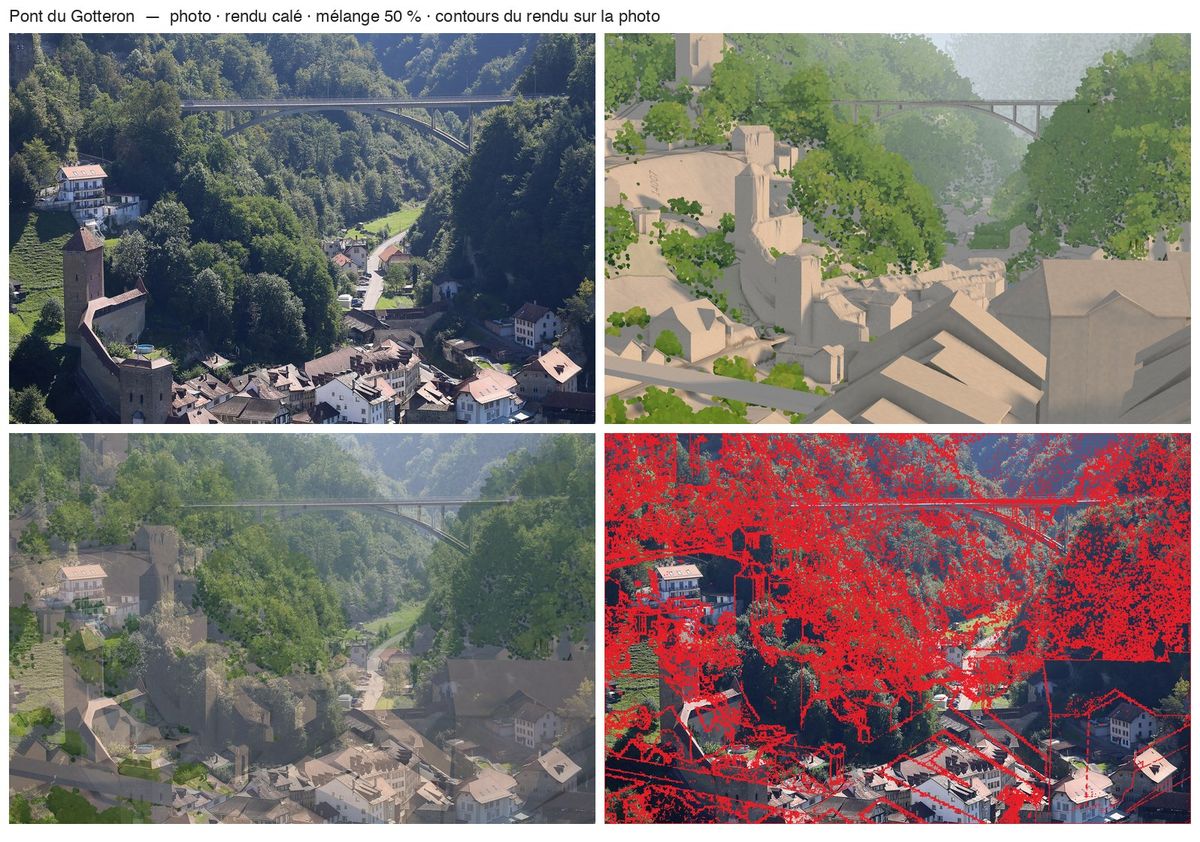 Pont du Gotteron — photo · rendu calé · mélange 50 % · contours du rendu sur la photo